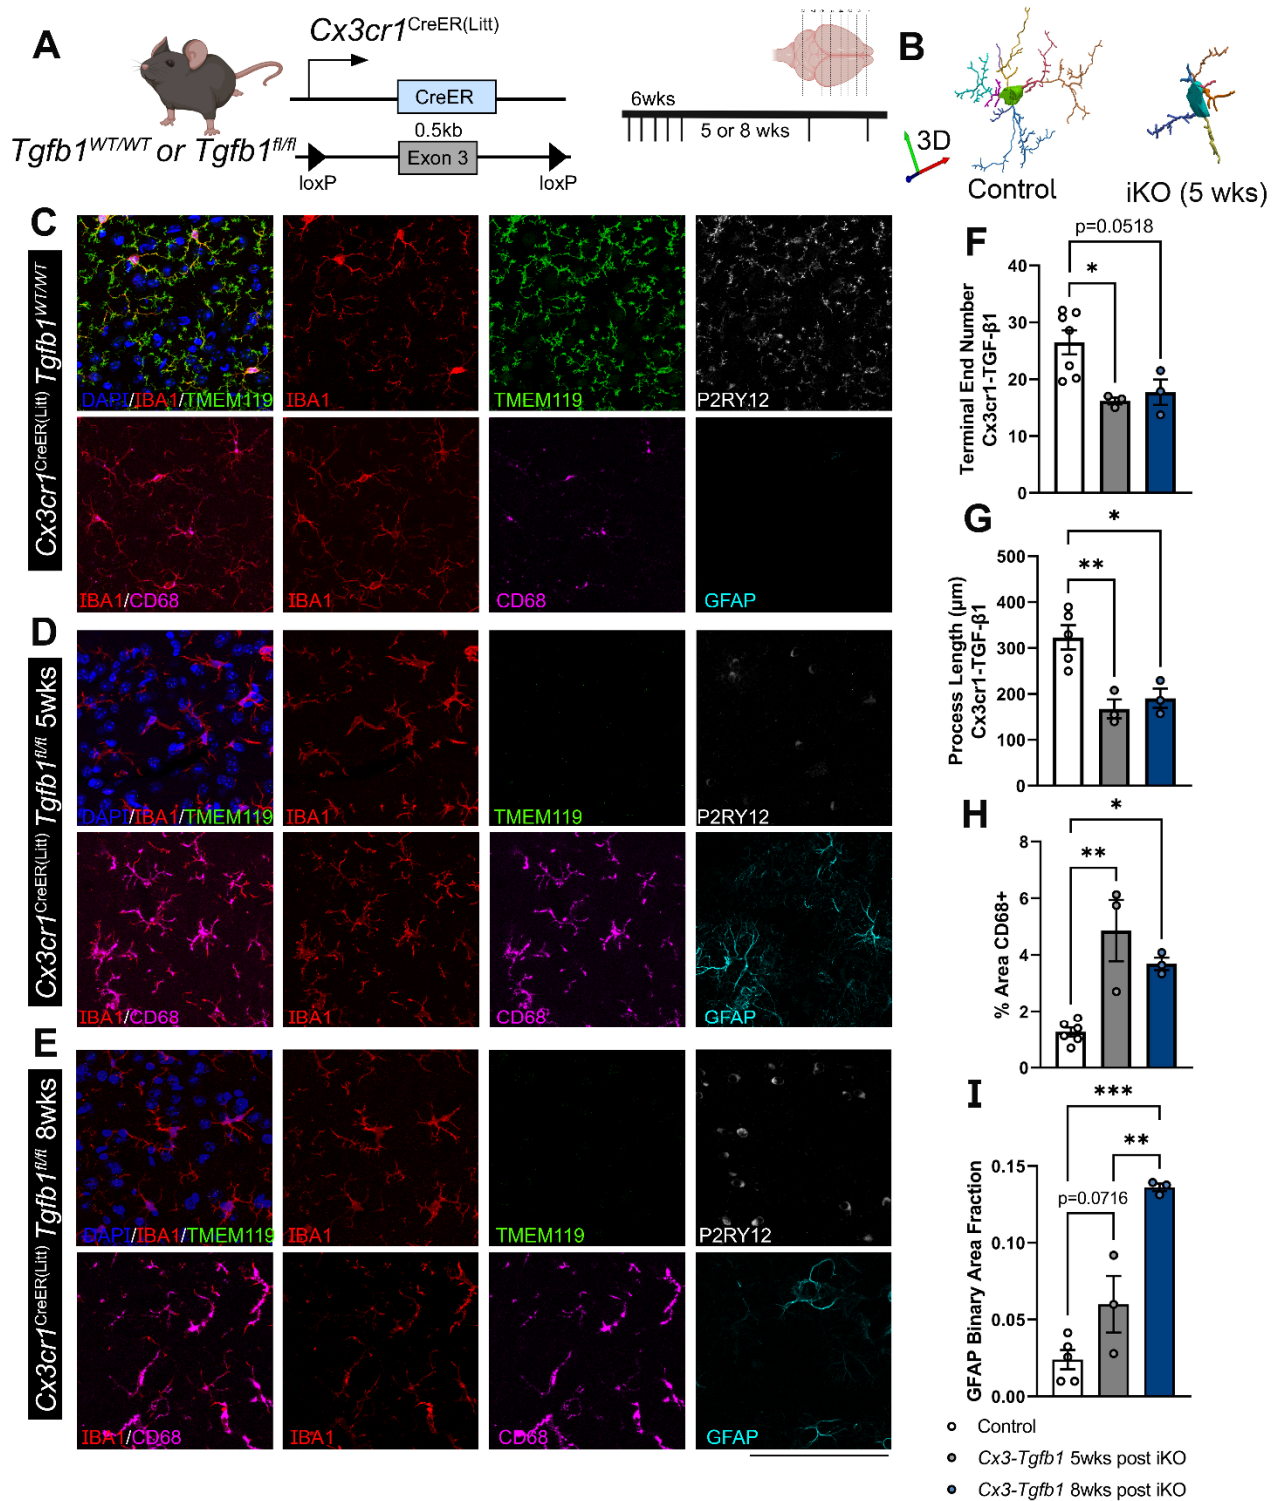 A
Cx3cr1CreER(Litt)
CreER
0.5kb
Exon 3
loxP
loxP
Tgfb1WT/WT or Tgfb1fl/fl
6wks
5 or 8 wks
B
3D
Control
iKO (5 wks)
C
Cx3cr1CreER(Litt) Tgfb1WT/WT
DAPI/IBA1/TMEM119
IBA1
TMEM119
P2RY12
IBA1/CD68
IBA1
CD68
GFAP
D
Cx3cr1CreER(Litt) Tgfb1fl/fl 5wks
DAPI/IBA1/TMEM119
IBA1
TMEM119
P2RY12
IBA1/CD68
IBA1
CD68
GFAP
E
Cx3cr1CreER(Litt) Tgfb1fl/fl 8wks
DAPI/IBA1/TMEM119
IBA1
TMEM119
P2RY12
IBA1/CD68
IBA1
CD68
GFAP
F
p=0.0518
*
Terminal End Number
Cx3cr1-TGF-β1
40
30
20
10
0
G
*
**
Process Length (µm)
Cx3cr1-TGF-β1
500
400
300
200
100
0
H
*
**
% Area CD68+
8
6
4
2
0
I
***
**
p=0.0716
GFAP Binary Area Fraction
0.15
0.10
0.05
0.00
Control
Cx3-Tgfb1 5wks post iKO
Cx3-Tgfb1 8wks post iKO